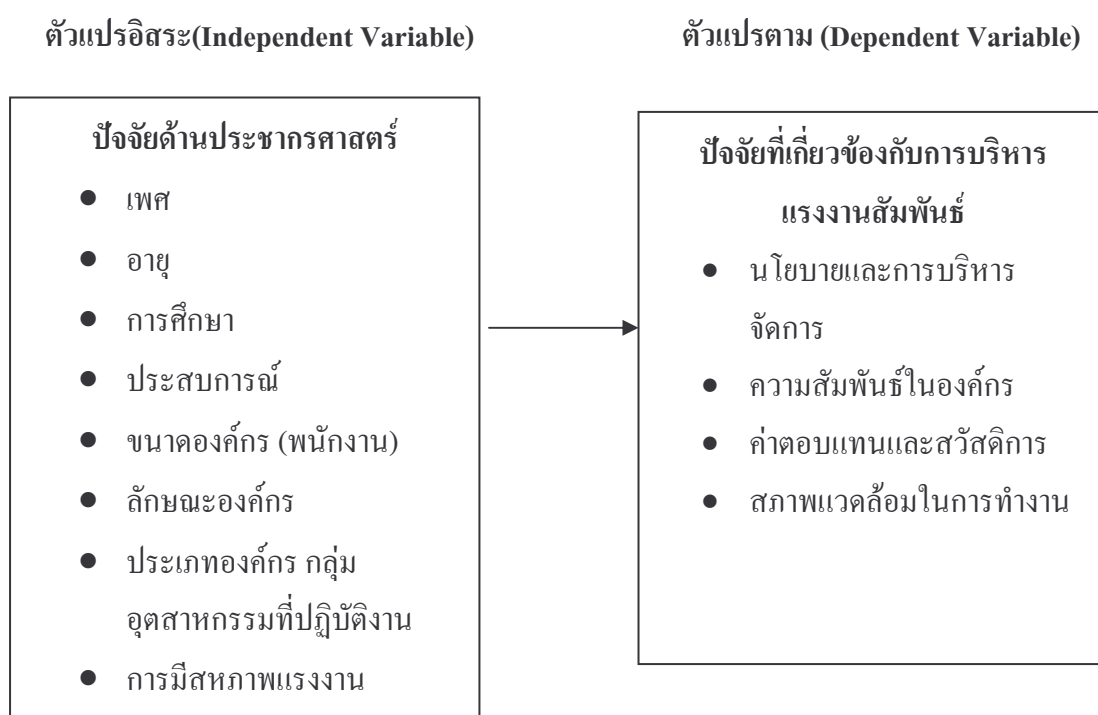 ตัวแปรอิสระ(Independent Variable)
ปัจจัยด้านประชากรศาสตร์
● เพศ
● อายุ
● การศึกษา
● ประสบการณ์
● ขนาดองค์กร (พนักงาน)
● ลักษณะองค์กร
● ประเภทองค์กร กลุ่ม
อุตสาหกรรมที่ปฏิบัติงาน
● การมีสหภาพแรงงาน
ตัวแปรตาม (Dependent Variable)
ปัจจัยที่เกี่ยวข้องกับการบริหาร
แรงงานสัมพันธ์
● นโยบายและการบริหาร
จัดการ
● ความสัมพันธ์ในองค์กร
● ค่าตอบแทนและสวัสดิการ
● สภาพแวดล้อมในการทำงาน